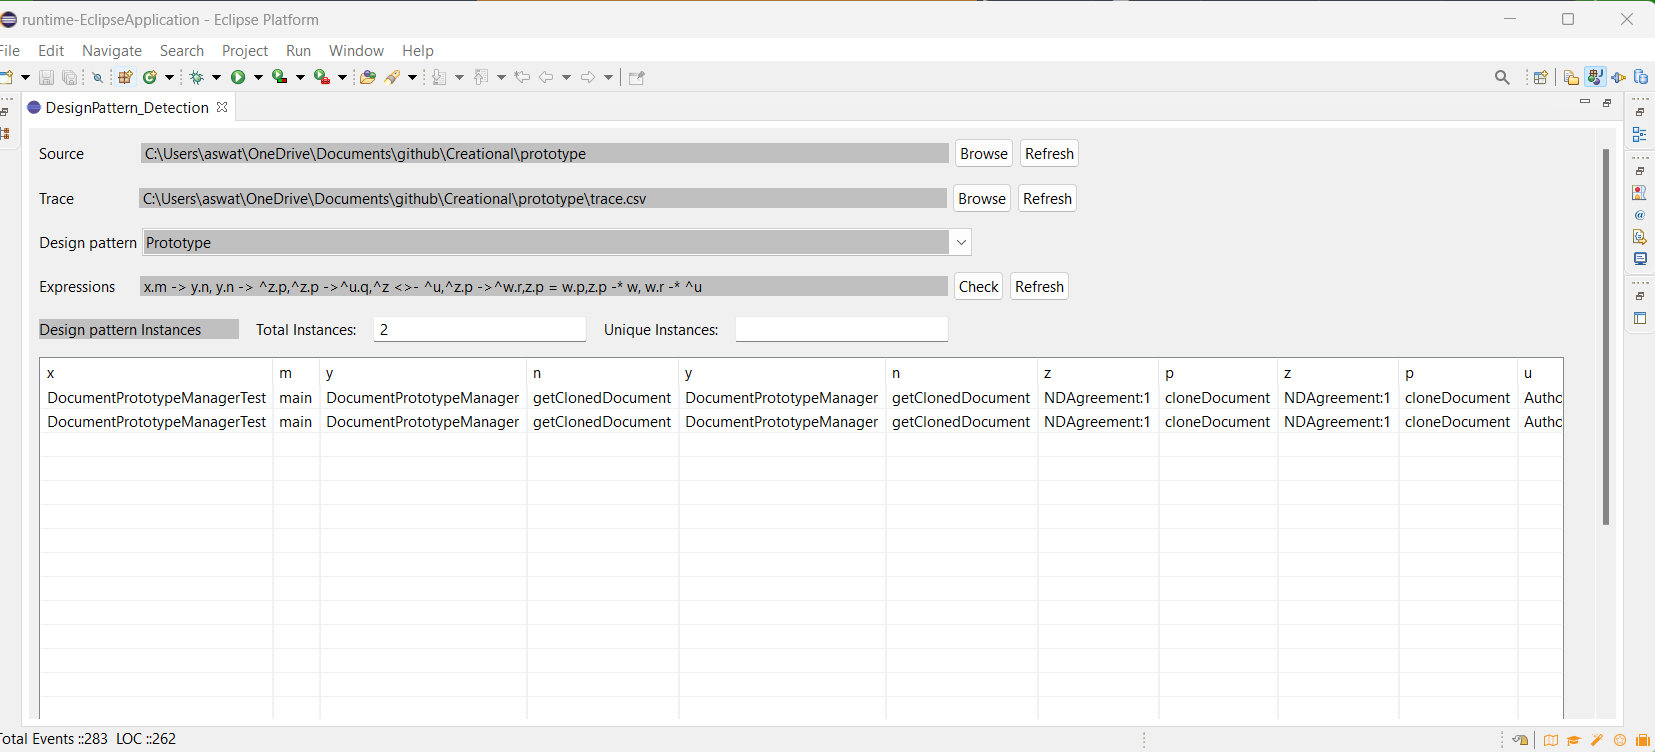 runtime-EclipseApplication - Eclipse Platform
File Edit Navigate Search Project Run Window Help
DesignPattern_Detection
Source C:\Users\aswat\OneDrive\Documents\github\Creational\prototype Browse Refresh
Trace C:\Users\aswat\OneDrive\Documents\github\Creational\prototype\trace.csv Browse Refresh
Design pattern Prototype
Expressions x.m -> y.n, y.n -> ^z.p,^z.p ->^u.q,^z <>- ^u,^z.p ->^w.r,z.p = w.p,z.p -* w, w.r -* ^u Check Refresh
Design pattern Instances Total Instances: 2 Unique Instances:
x m y n y n z p z p u
DocumentPrototypeManagerTest main DocumentPrototypeManager getClonedDocument DocumentPrototypeManager getClonedDocument NDAgreement:1 cloneDocument NDAgreement:1 cloneDocument Autho
DocumentPrototypeManagerTest main DocumentPrototypeManager getClonedDocument DocumentPrototypeManager getClonedDocument NDAgreement:1 cloneDocument NDAgreement:1 cloneDocument Autho
Total Events ::283 LOC ::262